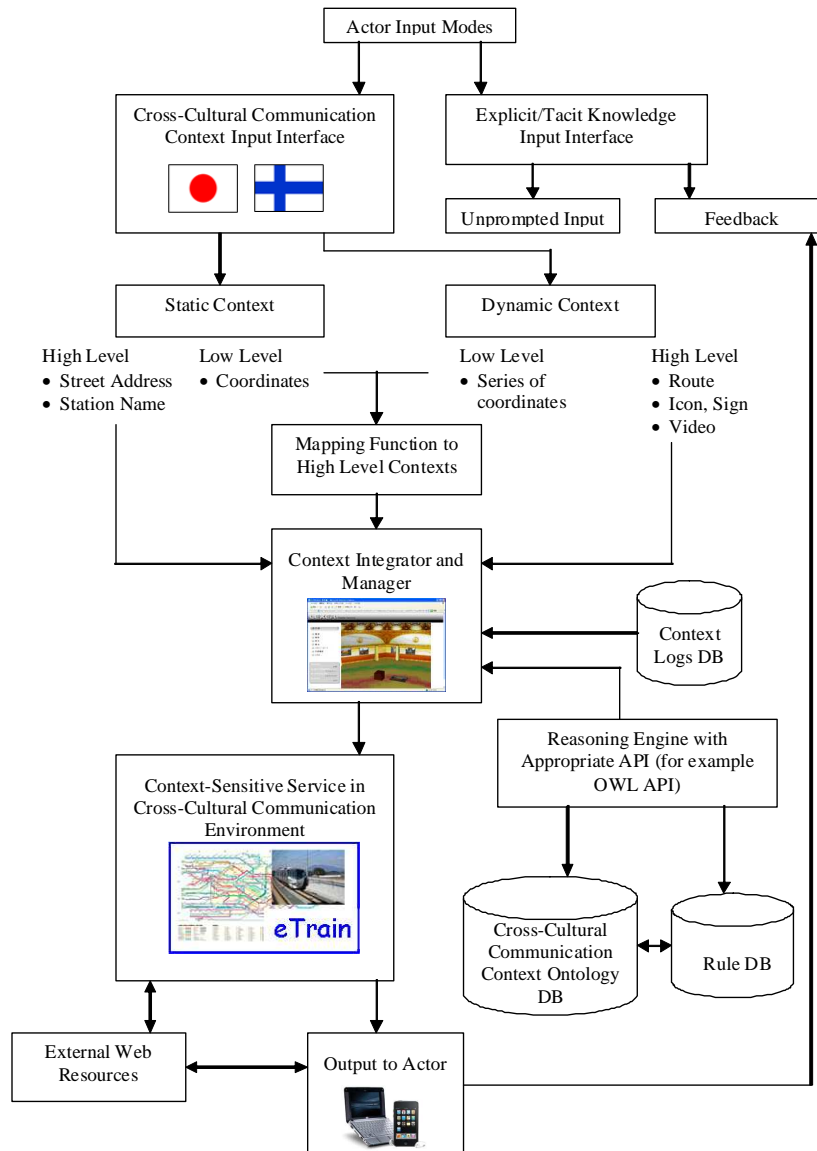 Actor Input Modes
Cross-Cultural Communication
Context Input Interface
Explicit/Tacit Knowledge
Input Interface
Unprompted Input
Feedback
Static Context
Dynamic Context
High Level
• Street Address
• Station Name
Low Level
• Coordinates
Low Level
• Series of
coordinates
High Level
• Route
• Icon, Sign
• Video
Mapping Function to
High Level Contexts
Context Integrator and
Manager
Context
Logs DB
Reasoning Engine with
Appropriate API (for example
OWL API)
Context-Sensitive Service in
Cross-Cultural Communication
Environment
eTrain
Cross-Cultural
Communication
Context Ontology
DB
Rule DB
External Web
Resources
Output to Actor